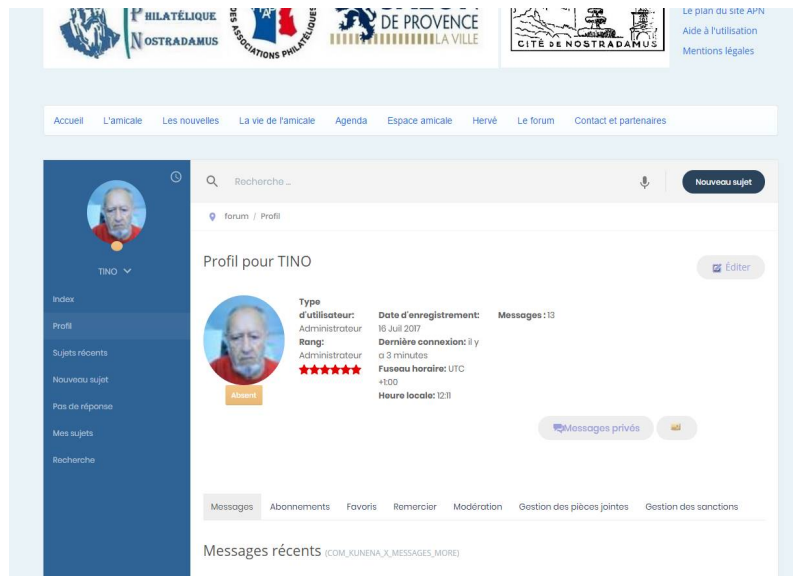 PHILATÉLIQUE
NOSTRADAMUS
DES ASSOCIATIONS PHILATÉLIQUES
AP
SALON
DE PROVENCE
LA VILLE
CITÉ DE NOSTRADAMUS
Le plan du site APN
Aide à l'utilisation
Mentions légales
Accueil L'amicale Les nouvelles La vie de l'amicale Agenda Espace amicale Hervé Le forum Contact et partenaires
Recherche...
Nouveau sujet
forum / Profil
TINO
Index
Profil
Sujets récents
Nouveau sujet
Pas de réponse
Mes sujets
Recherche
Profil pour TINO
Éditer
Absent
Type
d'utilisateur:
Administrateur
Rang:
Administrateur
Date d'enregistrement:
16 Juil 2017
Dernière connexion: il y
a 3 minutes
Fuseau horaire: UTC
+1:00
Heure locale: 12:11
Messages : 13
Messages privés
Messages Abonnements Favoris Remercier Modération Gestion des pièces jointes Gestion des sanctions
Messages récents (COM_KUNENA_X_MESSAGES_MORE)